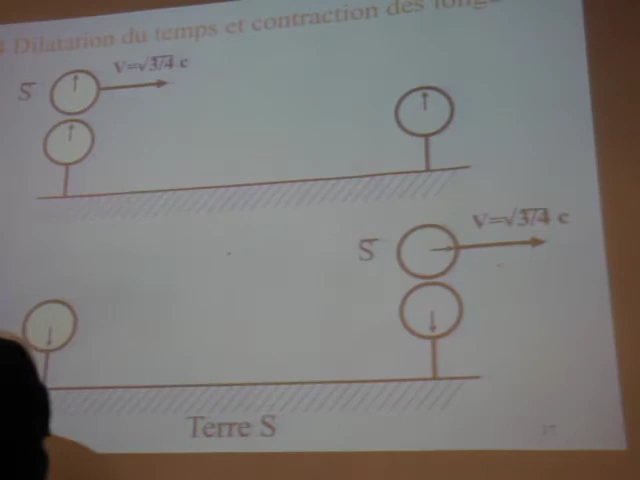 Dilatation du temps et contraction des
V=√3/4 c
S̅
V=√3/4 c
S̅
Terre S